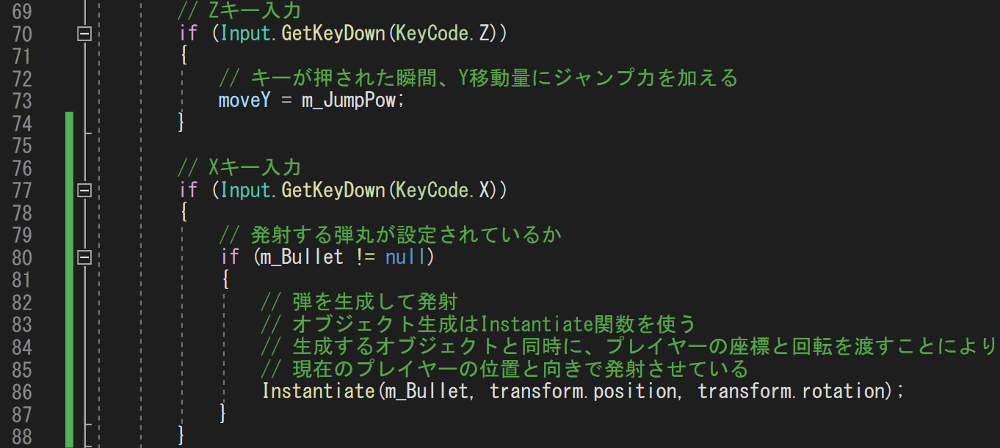 69 // Zキー入力
70 if (Input.GetKeyDown(KeyCode.Z))
71 {
72 // キーが押された瞬間、Y移動量にジャンプ力を加える
73 moveY = m_JumpPow;
74 }
75
76 // Xキー入力
77 if (Input.GetKeyDown(KeyCode.X))
78 {
79 // 発射する弾丸が設定されているか
80 if (m_Bullet != null)
81 {
82 // 弾を生成して発射
83 // オブジェクト生成はInstantiate関数を使う
84 // 生成するオブジェクトと同時に、プレイヤーの座標と回転を渡すことにより
85 // 現在のプレイヤーの位置と向きで発射させている
86 Instantiate(m_Bullet, transform.position, transform.rotation);
87 }
88 }